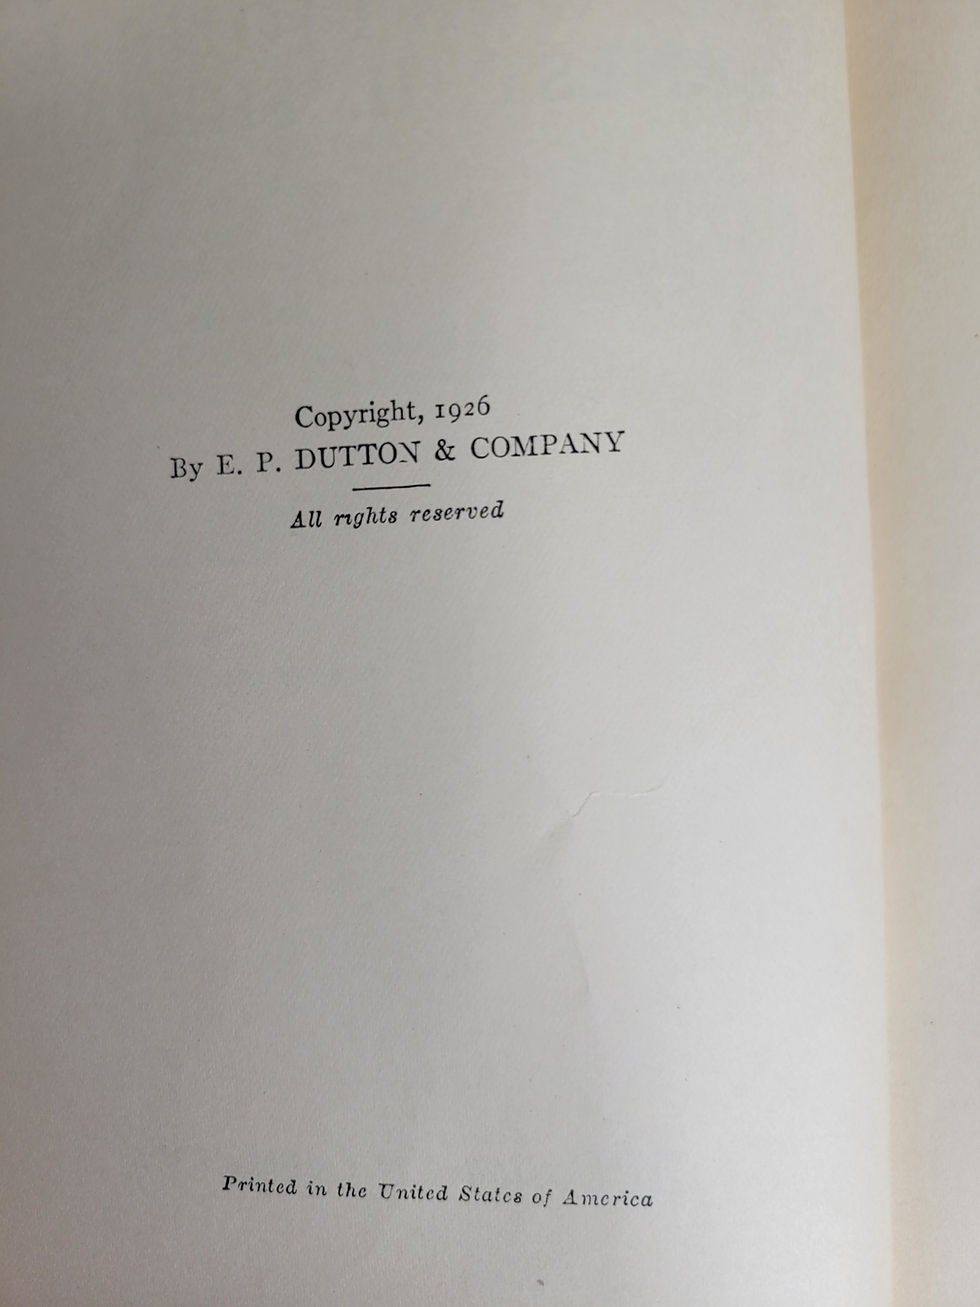 Copyright, 1926
By E. P. DUTTON & COMPANY
All rights reserved
Printed in the United States of America